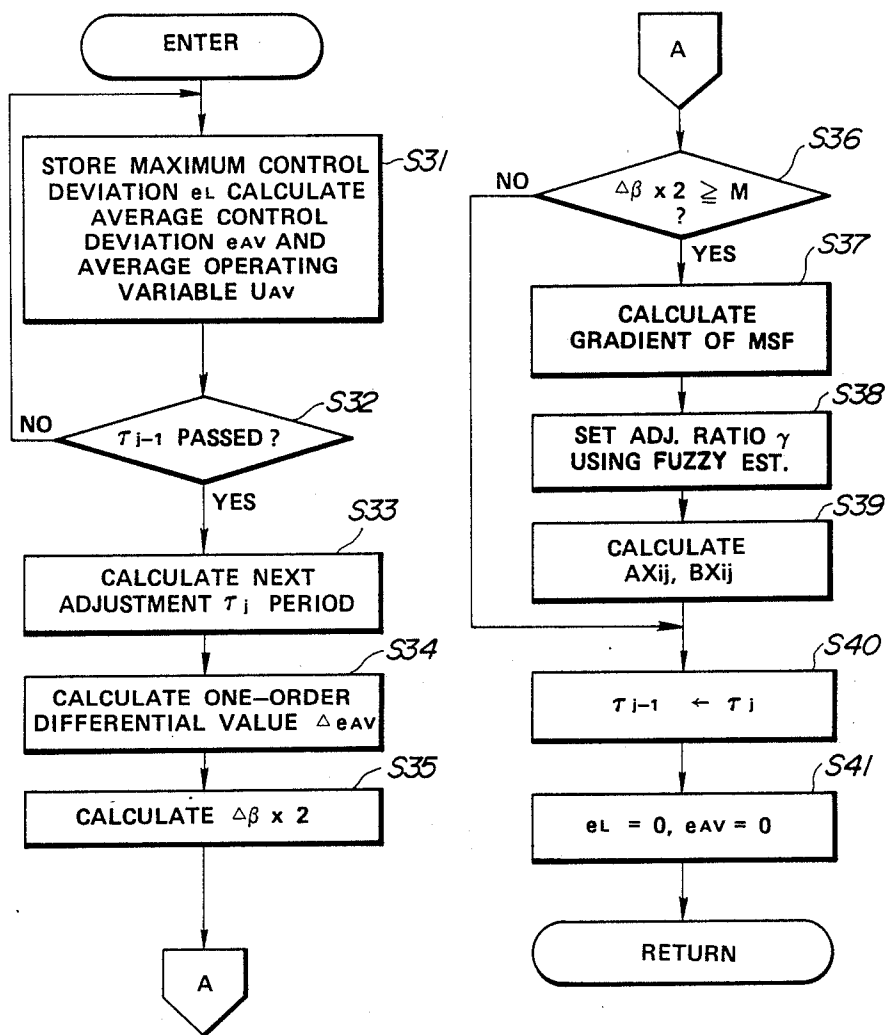 ENTER
S31
STORE MAXIMUM CONTROL
DEVIATION eL CALCULATE
AVERAGE CONTROL
DEVIATION eAV AND
AVERAGE OPERATING
VARIABLE UAV
S32
NO
τj-1 PASSED ?
YES
S33
CALCULATE NEXT
ADJUSTMENT τj PERIOD
S34
CALCULATE ONE-ORDER
DIFFERENTIAL VALUE △eAV
S35
CALCULATE △β x 2
A
A
S36
NO
△β x 2 ≧ M
?
YES
S37
CALCULATE
GRADIENT OF MSF
S38
SET ADJ. RATIO γ
USING FUZZY EST.
S39
CALCULATE
AXij, BXij
S40
τj-1 ← τj
S41
eL = 0, eAV = 0
RETURN